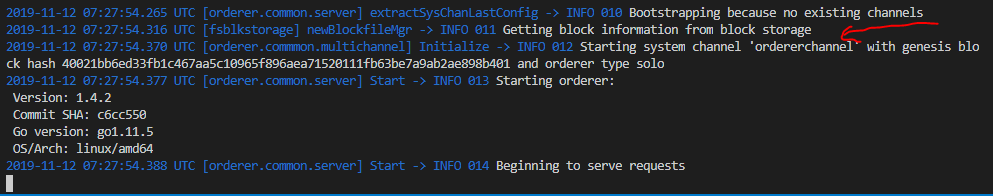 2019-11-12 07:27:54.265 UTC [orderer.common.server] extractSysChanLastConfig -> INFO 010 Bootstrapping because no existing channels
2019-11-12 07:27:54.316 UTC [fsblkstorage] newBlockfileMgr -> INFO 011 Getting block information from block storage
2019-11-12 07:27:54.370 UTC [orderer.commmon.multichannel] Initialize -> INFO 012 Starting system channel 'ordererchannel' with genesis blo
ck hash 40021bb6ed33fb1c467aa5c10965f896aea71520111fb63be7a9ab2ae898b401 and orderer type solo
2019-11-12 07:27:54.377 UTC [orderer.common.server] Start -> INFO 013 Starting orderer:
Version: 1.4.2
Commit SHA: c6cc550
Go version: go1.11.5
OS/Arch: linux/amd64
2019-11-12 07:27:54.388 UTC [orderer.common.server] Start -> INFO 014 Beginning to serve requests